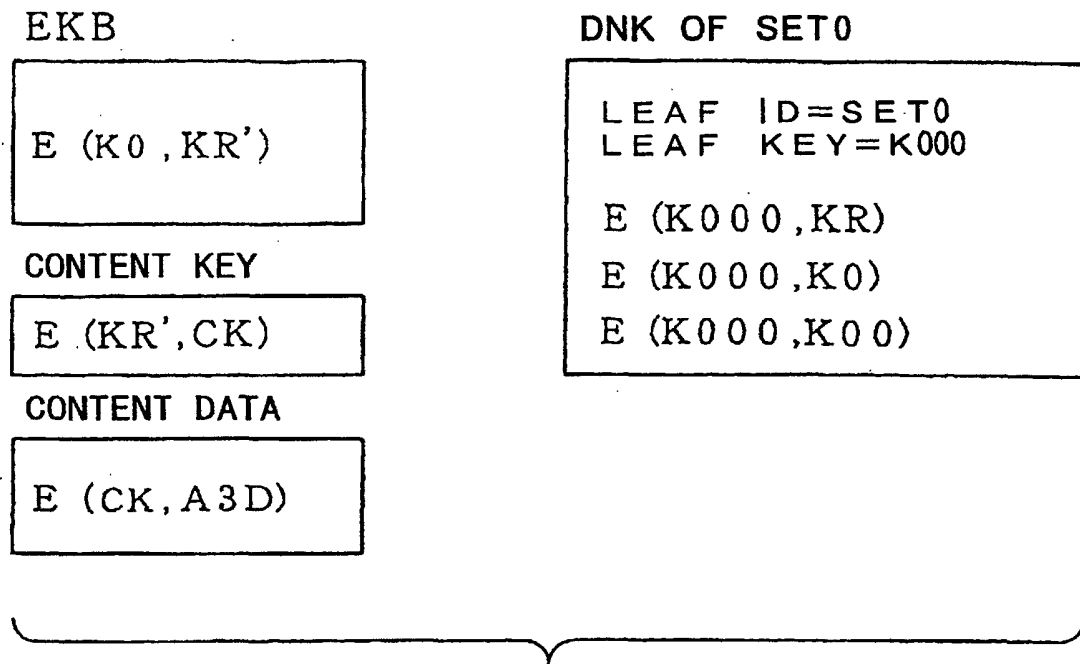 EKB
E (K0,KR')
CONTENT KEY
E (KR',CK)
CONTENT DATA
E (CK,A3D)
DNK OF SET0
LEAF ID=SET0
LEAF KEY=K000
E (K000,KR)
E (K000,K0)
E (K000,K00)